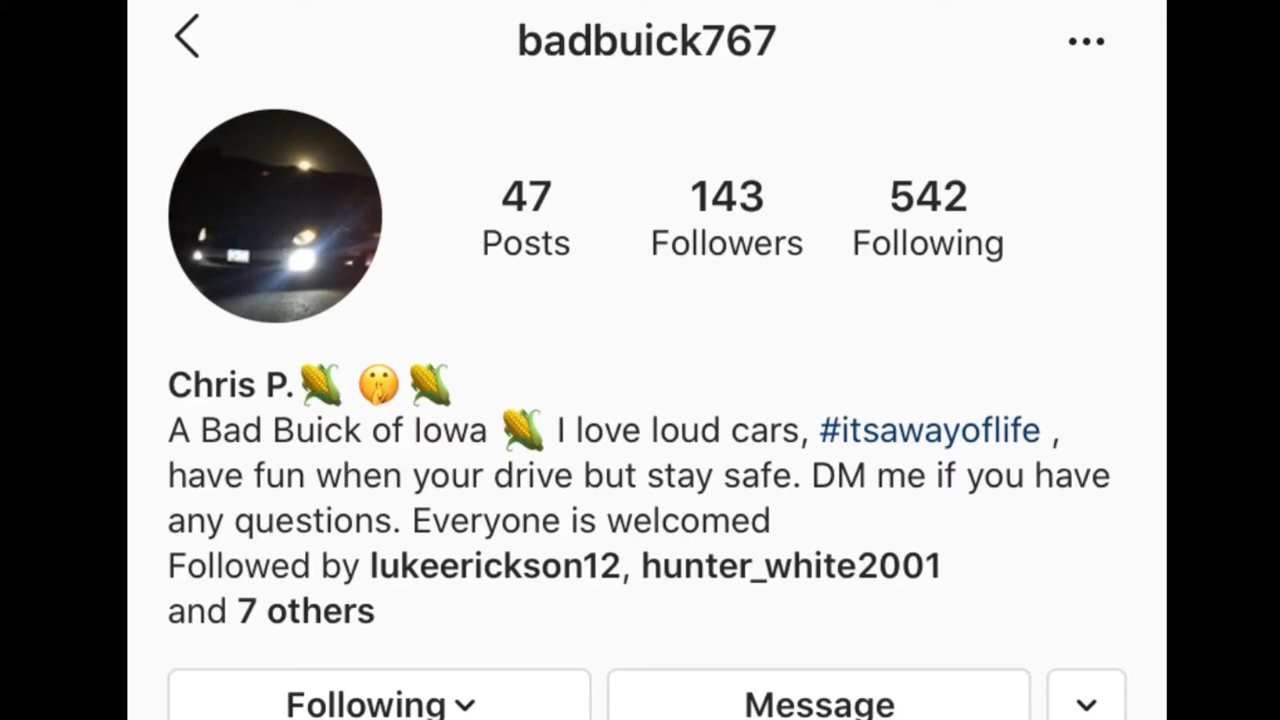 badbuick767
47 143 542
Posts Followers Following
Chris P.🌽 🤫 🌽
A Bad Buick of Iowa 🌽 I love loud cars, #itsawayoflife ,
have fun when your drive but stay safe. DM me if you have
any questions. Everyone is welcomed
Followed by lukeerickson12, hunter_white2001
and 7 others
Following Message